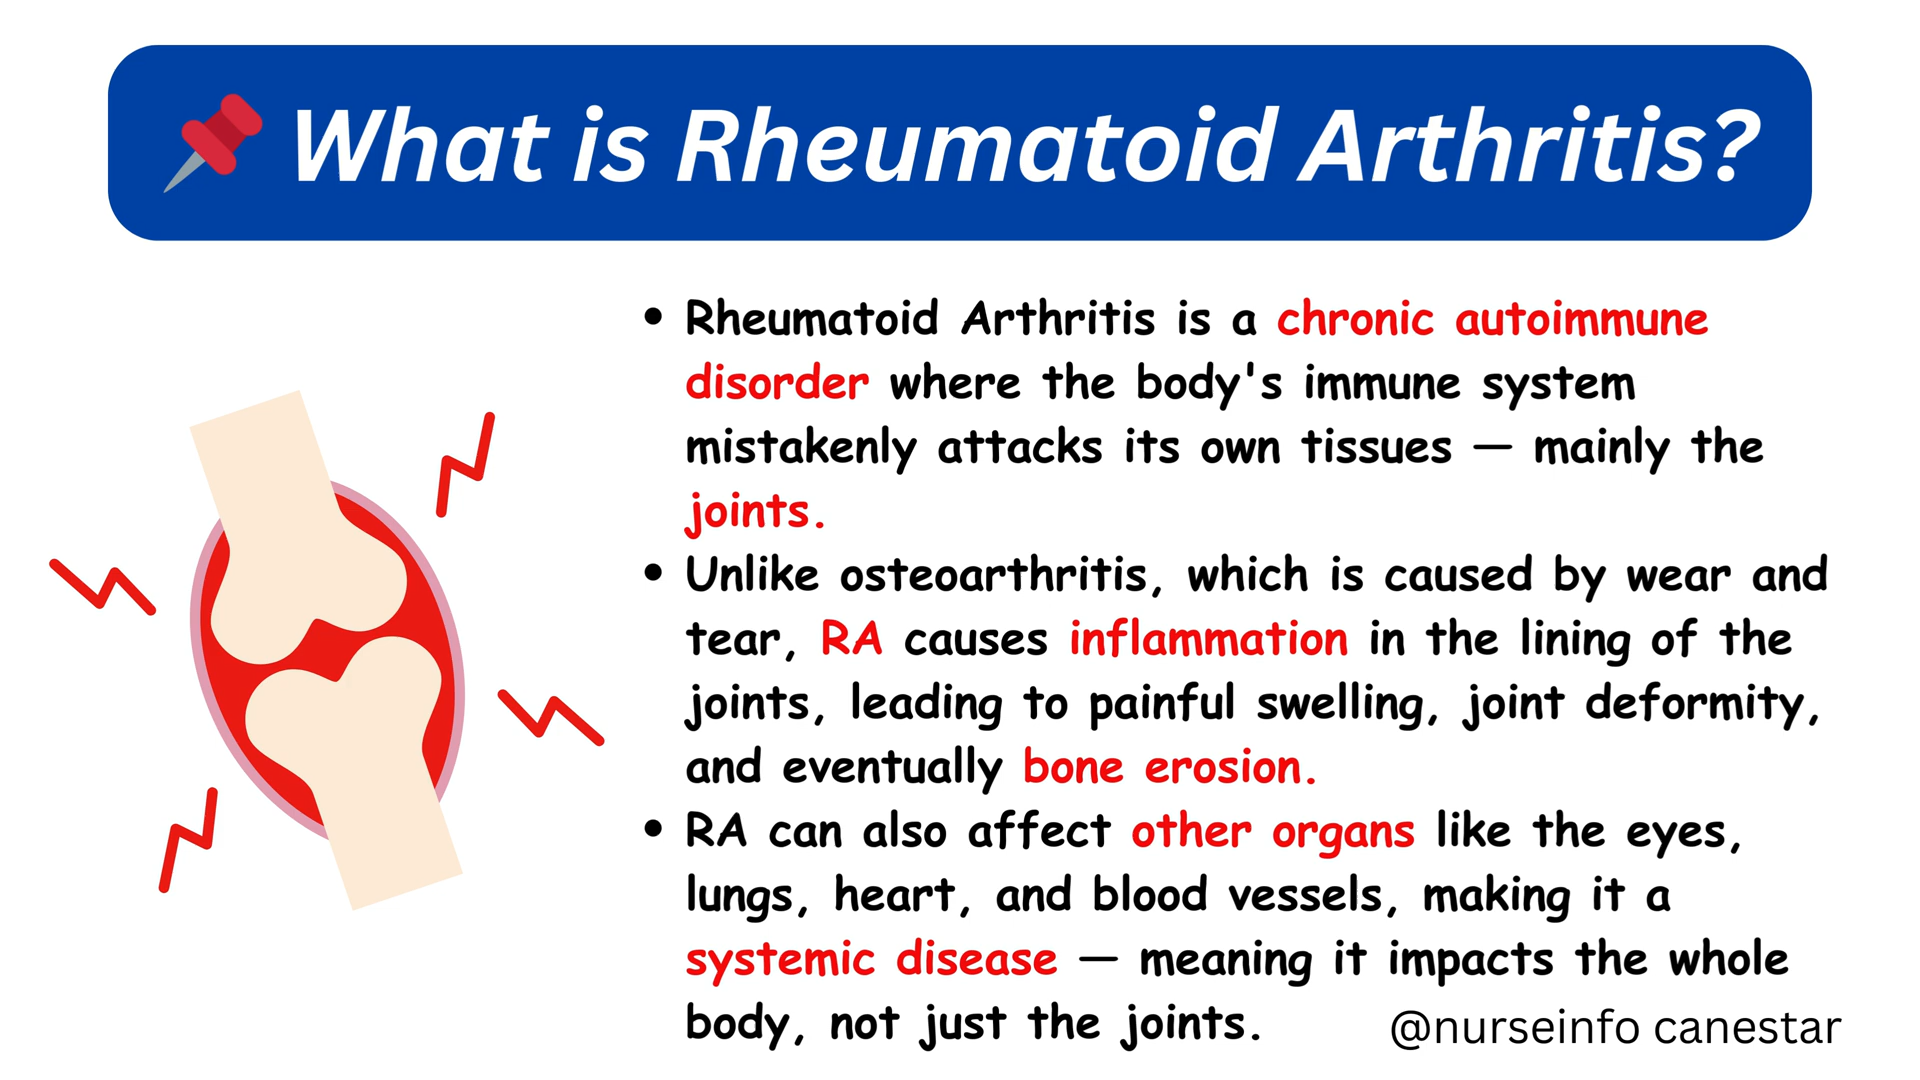 What is Rheumatoid Arthritis?
• Rheumatoid Arthritis is a chronic autoimmune
disorder where the body's immune system
mistakenly attacks its own tissues — mainly the
joints.
• Unlike osteoarthritis, which is caused by wear and
tear, RA causes inflammation in the lining of the
joints, leading to painful swelling, joint deformity,
and eventually bone erosion.
• RA can also affect other organs like the eyes,
lungs, heart, and blood vessels, making it a
systemic disease — meaning it impacts the whole
body, not just the joints.
@nurseinfo canestar